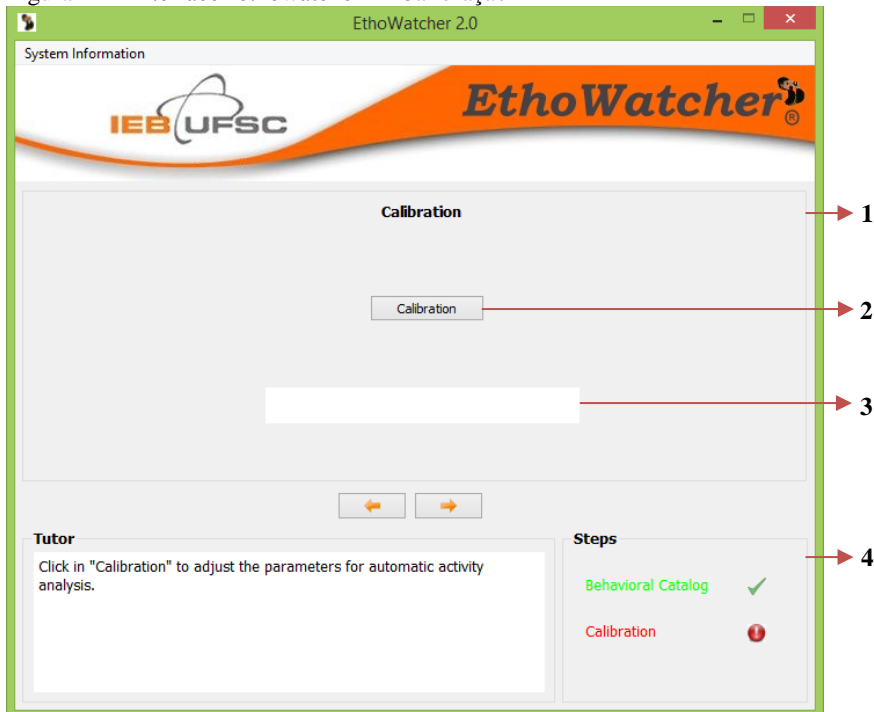 EthoWatcher 2.0
System Information
IEB UFSC
EthoWatcher
®
Calibration
1
Calibration
2
3
Tutor
Click in "Calibration" to adjust the parameters for automatic activity
analysis.
Steps
4
Behavioral Catalog
Calibration